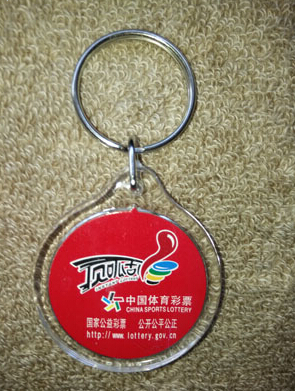 顶呱刮
中国体育彩票
CHINA SPORTS LOTTERY
国家公益彩票 公开公平公正
http://www.lottery.gov.cn